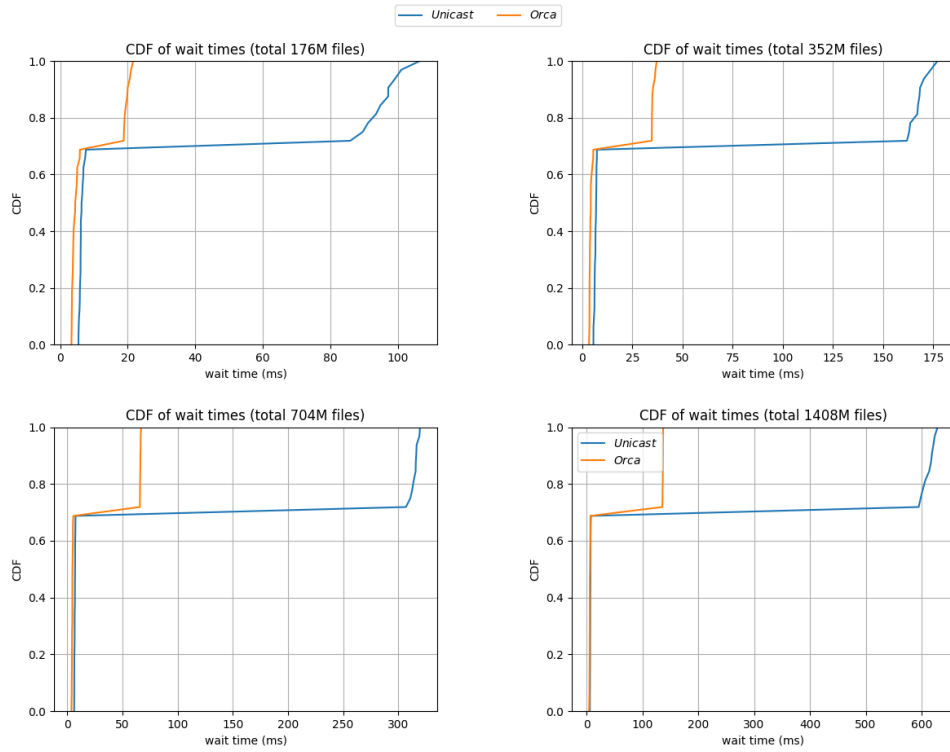 Unicast Orca
CDF of wait times (total 176M files)
CDF of wait times (total 352M files)
1.0
0.8
0.6
0.4
0.2
0.0
CDF
0 20 40 60 80 100
wait time (ms)
1.0
0.8
0.6
0.4
0.2
0.0
CDF
0 25 50 75 100 125 150 175
wait time (ms)
CDF of wait times (total 704M files)
CDF of wait times (total 1408M files)
1.0
0.8
0.6
0.4
0.2
0.0
CDF
0 50 100 150 200 250 300
wait time (ms)
Unicast
Orca
1.0
0.8
0.6
0.4
0.2
0.0
CDF
0 100 200 300 400 500 600
wait time (ms)